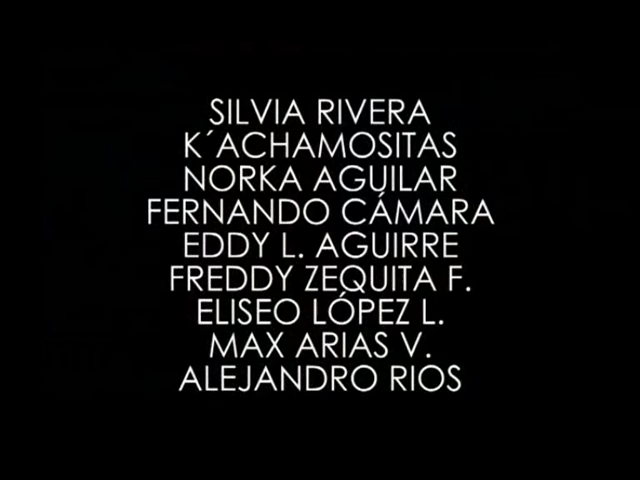 SILVIA RIVERA
K´ACHAMOSITAS
NORKA AGUILAR
FERNANDO CÁMARA
EDDY L. AGUIRRE
FREDDY ZEQUITA F.
ELISEO LÓPEZ L.
MAX ARIAS V.
ALEJANDRO RIOS